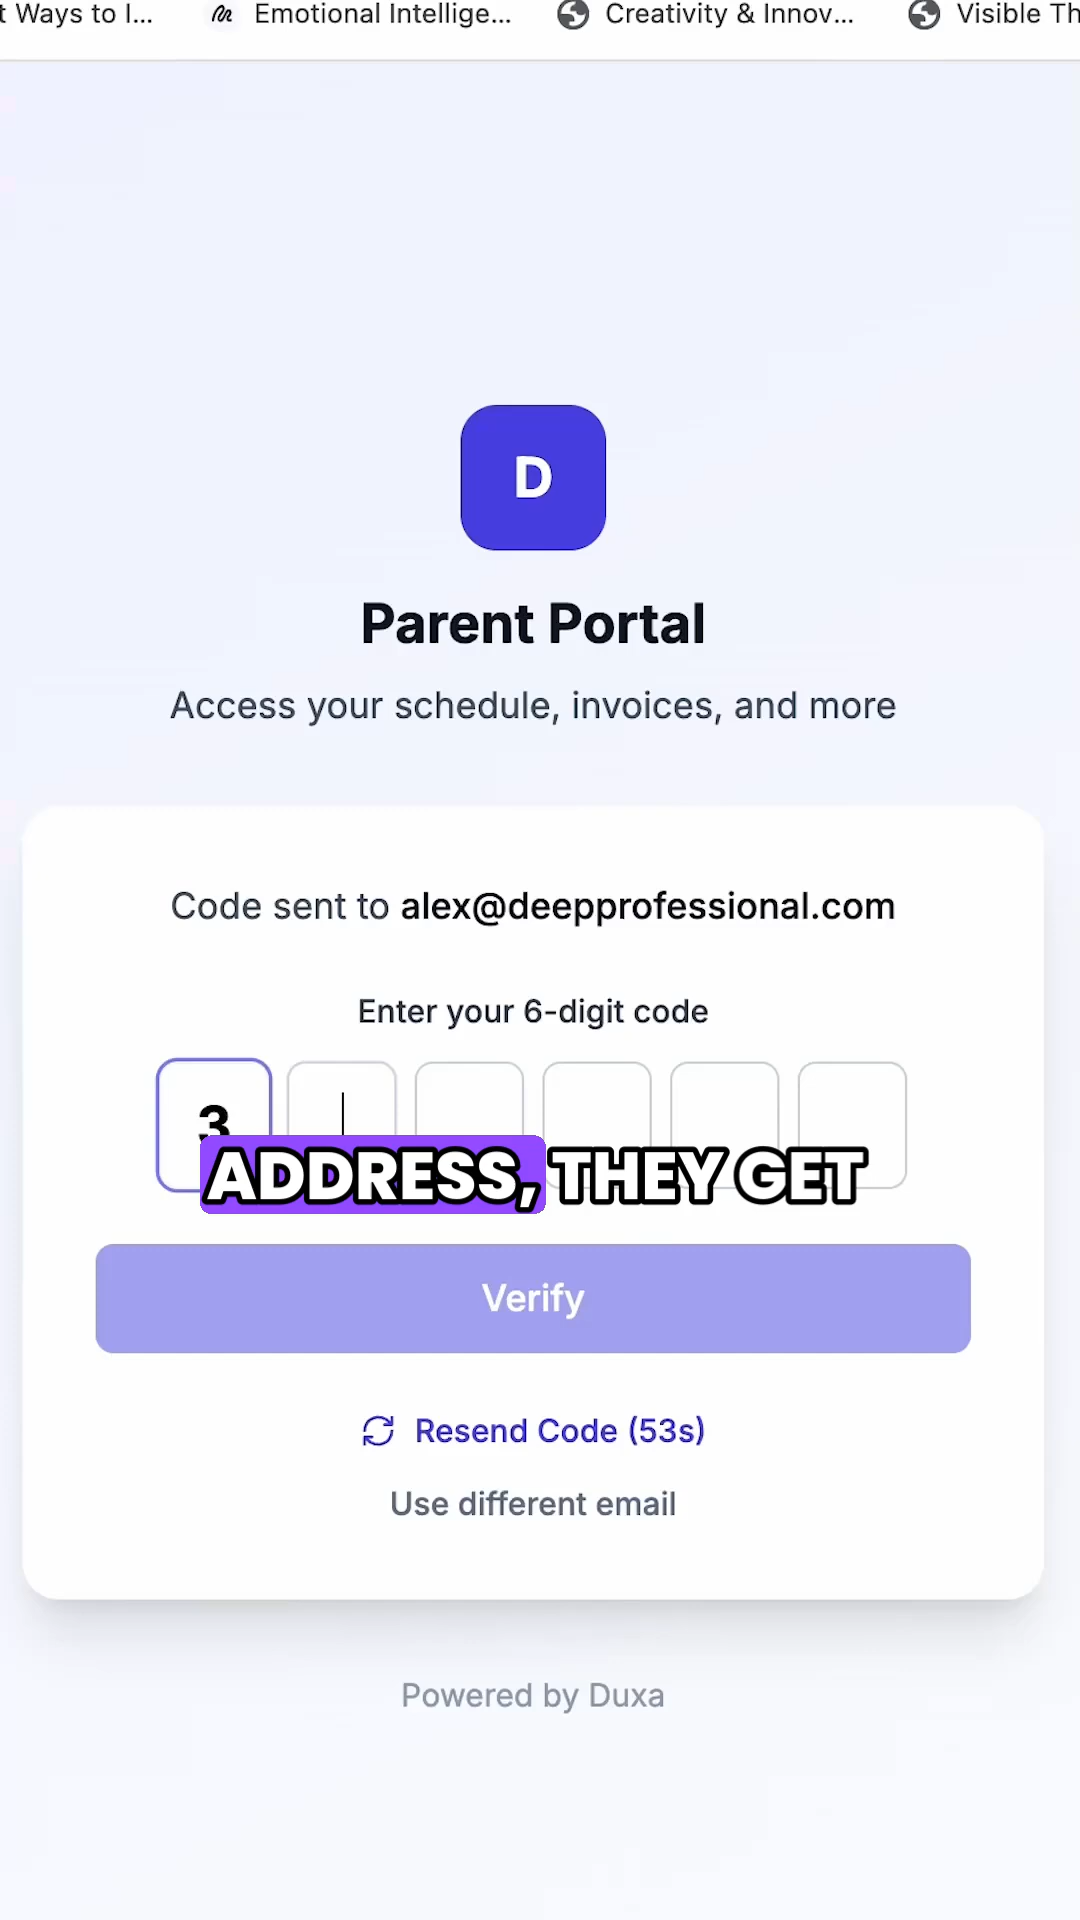 t Ways to I...
Emotional Intellige...
Creativity & Innov...
Visible Th
D
Parent Portal
Access your schedule, invoices, and more
Code sent to alex@deepprofessional.com
Enter your 6-digit code
3
ADDRESS, THEY GET
Verify
Resend Code (53s)
Use different email
Powered by Duxa